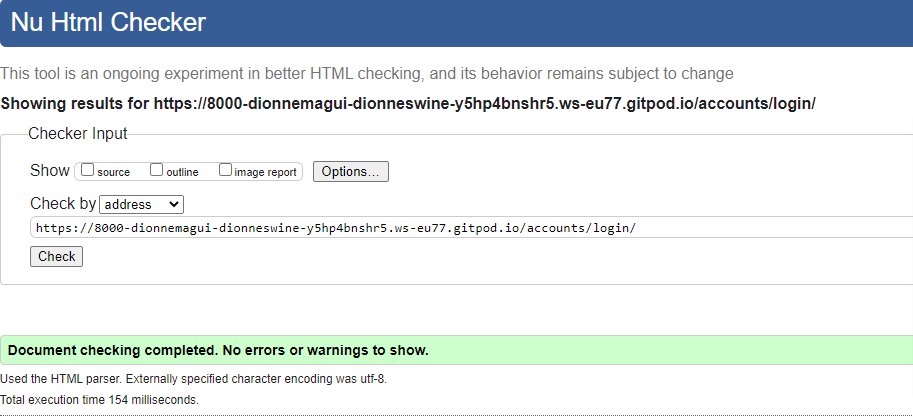 Nu Html Checker
This tool is an ongoing experiment in better HTML checking, and its behavior remains subject to change
Showing results for https://8000-dionnemagui-dionneswine-y5hp4bnshr5.ws-eu77.gitpod.io/accounts/login/
Checker Input
Show source outline image report Options...
Check by address
https://8000-dionnemagui-dionneswine-y5hp4bnshr5.ws-eu77.gitpod.io/accounts/login/
Check
Document checking completed. No errors or warnings to show.
Used the HTML parser. Externally specified character encoding was utf-8.
Total execution time 154 milliseconds.